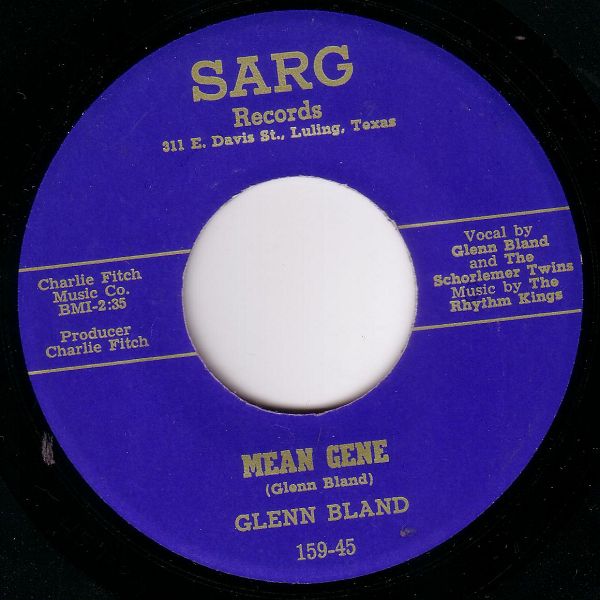 SARG
Records
311 E. Davis St., Luling, Texas
Charlie Fitch
Music Co.
BMI-2:35
Producer
Charlie Fitch
Vocal by
Glenn Bland
and The
Schorlemer Twins
Music by The
Rhythm Kings
MEAN GENE
(Glenn Bland)
GLENN BLAND
159-45